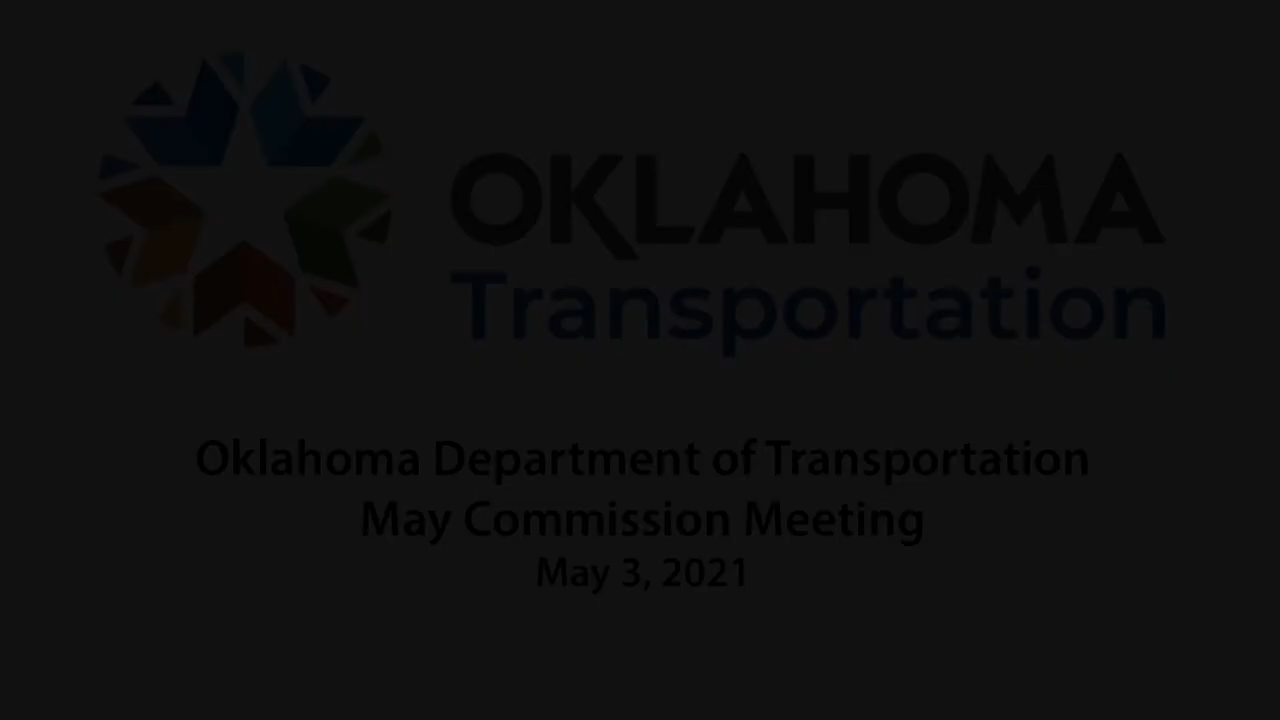 OKLAHOMA
Transportation
Oklahoma Department of Transportation
May Commission Meeting
May 3, 2021